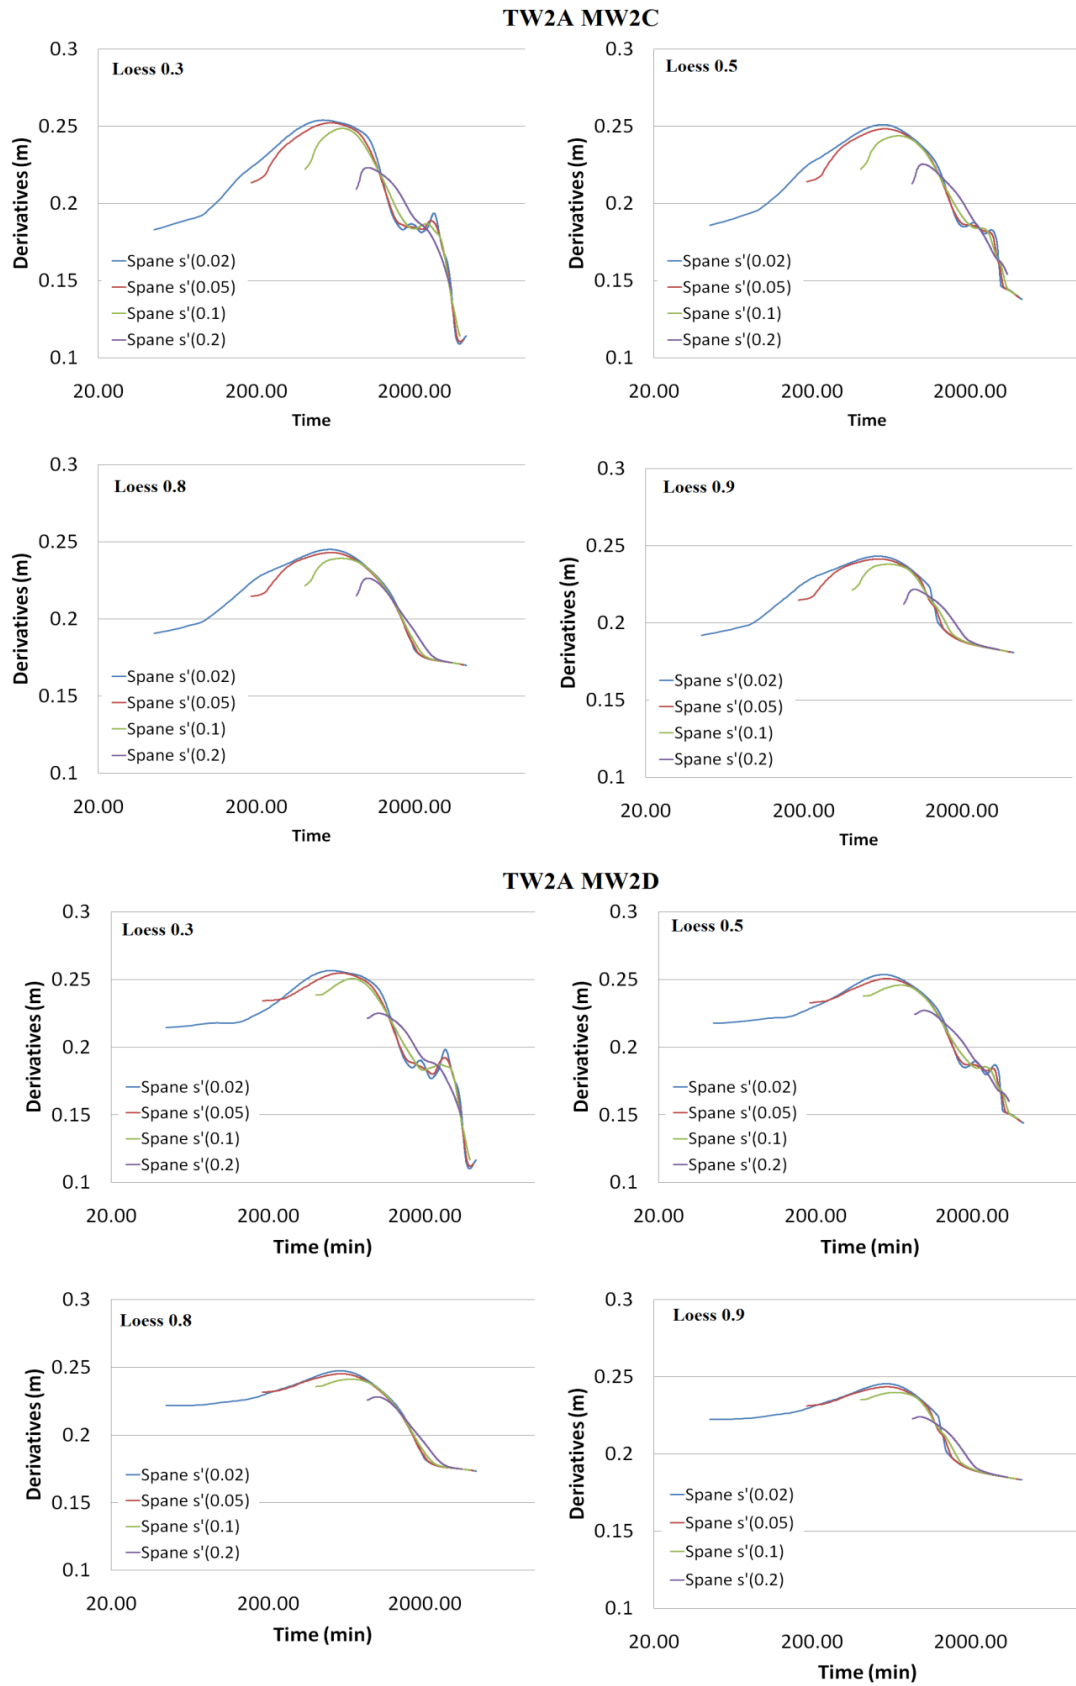 TW2A MW2C
Loess 0.3
Derivatives (m)
0.3
0.25
0.2
0.15
0.1
Spane s'(0.02)
Spane s'(0.05)
Spane s'(0.1)
Spane s'(0.2)
20.00
200.00
2000.00
Time
Loess 0.5
Derivatives (m)
0.3
0.25
0.2
0.15
0.1
Spane s'(0.02)
Spane s'(0.05)
Spane s'(0.1)
Spane s'(0.2)
20.00
200.00
2000.00
Time
Loess 0.8
Derivatives (m)
0.3
0.25
0.2
0.15
0.1
Spane s'(0.02)
Spane s'(0.05)
Spane s'(0.1)
Spane s'(0.2)
20.00
200.00
2000.00
Time
Loess 0.9
Derivatives (m)
0.3
0.25
0.2
0.15
0.1
Spane s'(0.02)
Spane s'(0.05)
Spane s'(0.1)
Spane s'(0.2)
20.00
200.00
2000.00
Time
TW2A MW2D
Loess 0.3
Derivatives (m)
0.3
0.25
0.2
0.15
0.1
Spane s'(0.02)
Spane s'(0.05)
Spane s'(0.1)
Spane s'(0.2)
20.00
200.00
2000.00
Time (min)
Loess 0.5
Derivatives (m)
0.3
0.25
0.2
0.15
0.1
Spane s'(0.02)
Spane s'(0.05)
Spane s'(0.1)
Spane s'(0.2)
20.00
200.00
2000.00
Time (min)
Loess 0.8
Derivatives (m)
0.3
0.25
0.2
0.15
0.1
Spane s'(0.02)
Spane s'(0.05)
Spane s'(0.1)
Spane s'(0.2)
20.00
200.00
2000.00
Time (min)
Loess 0.9
Derivatives (m)
0.3
0.25
0.2
0.15
0.1
Spane s'(0.02)
Spane s'(0.05)
Spane s'(0.1)
Spane s'(0.2)
20.00
200.00
2000.00
Time (min)